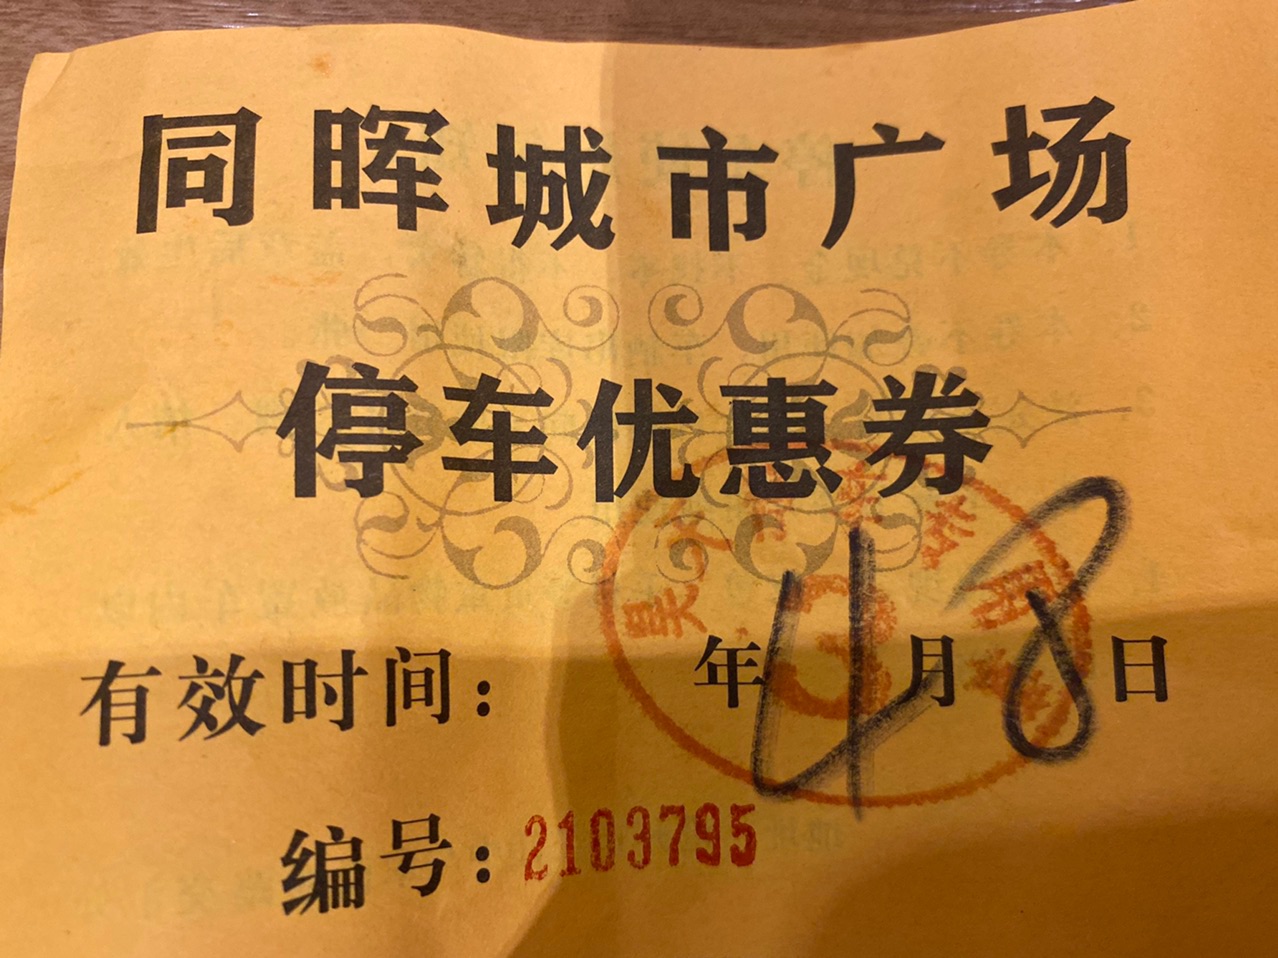 同晖城市广场
停车优惠券
有效时间： 年4月8日
编号：2103795